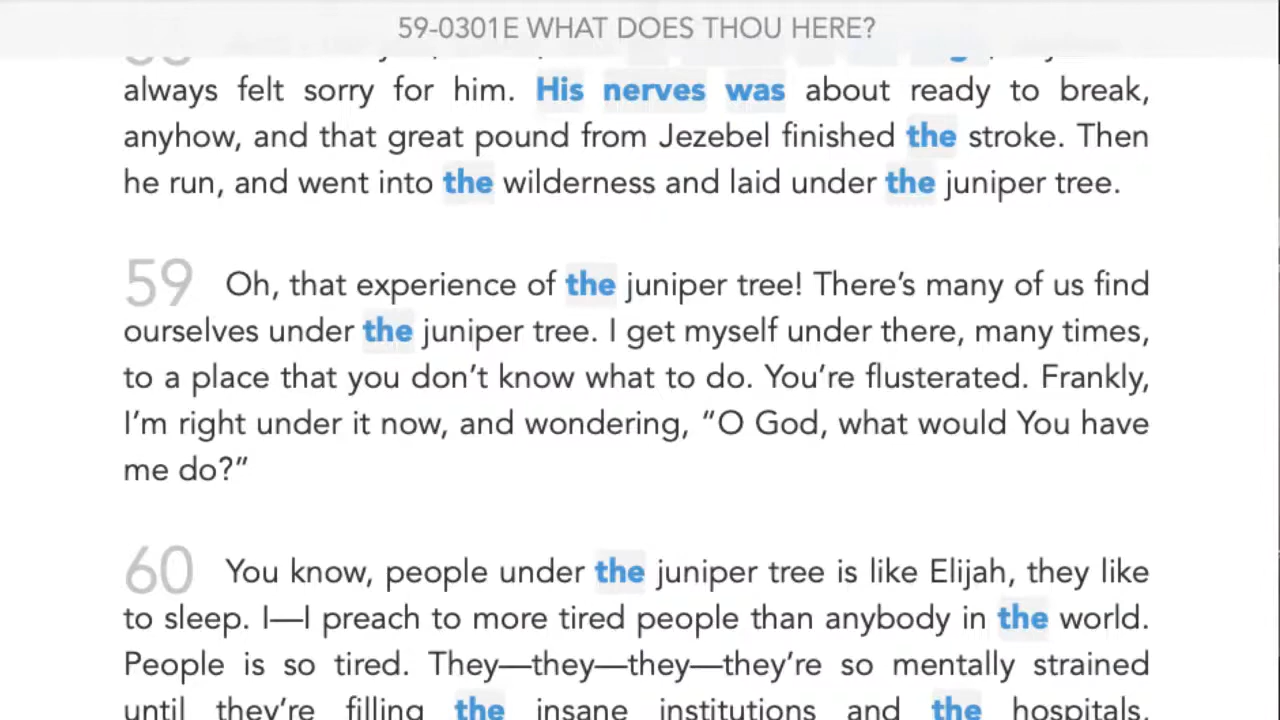 59-0301E WHAT DOES THOU HERE?
always felt sorry for him. His nerves was about ready to break,
anyhow, and that great pound from Jezebel finished the stroke. Then
he run, and went into the wilderness and laid under the juniper tree.
59 Oh, that experience of the juniper tree! There’s many of us find
ourselves under the juniper tree. I get myself under there, many times,
to a place that you don’t know what to do. You’re flusterated. Frankly,
I’m right under it now, and wondering, “O God, what would You have
me do?”
60 You know, people under the juniper tree is like Elijah, they like
to sleep. I—I preach to more tired people than anybody in the world.
People is so tired. They—they—they—they’re so mentally strained
until they’re filling the insane institutions and the hospitals.